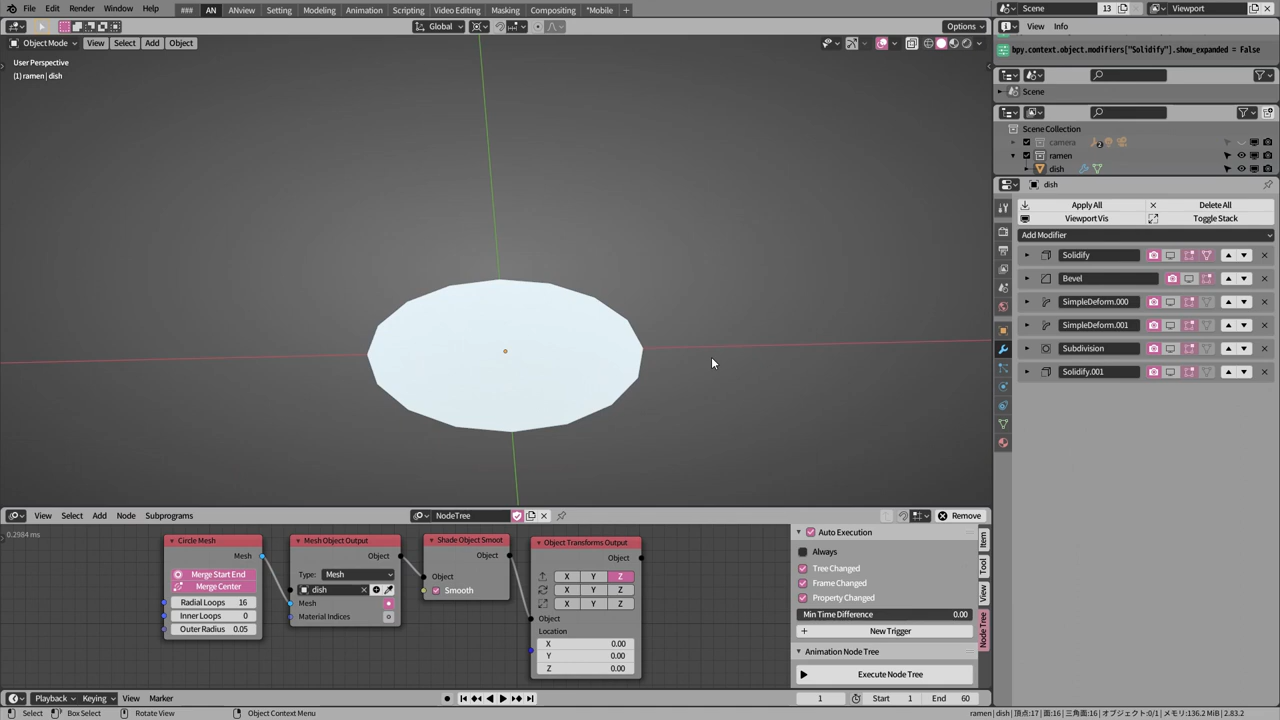 File Edit Render Window Help ### AN ANview Setting Modeling Animation Scripting Video Editing Masking Compositing *Mobile + Scene 13 Viewport
Global Options View Info
Object Mode View Select Add Object
bpy.context.object.modifiers["Solidify"].show_expanded = False
User Perspective
(1) ramen | dish
Scene
Scene Collection
camera 2
ramen
dish
dish
Apply All Delete All
Viewport Vis Toggle Stack
Add Modifier
Solidify
Bevel
SimpleDeform.000
SimpleDeform.001
Subdivision
Solidify.001
View Select Add Node Subprograms NodeTree Remove
0.2984 ms
Circle Mesh
Mesh
Merge Start End
Merge Center
Radial Loops 16
Inner Loops 0
Outer Radius 0.05
Mesh Object Output
Object
Type: Mesh
dish
Mesh
Material Indices
Shade Object Smoot
Object
Object
Smooth
Object Transforms Output
Object
X Y Z
X Y Z
X Y Z
Object
Location
X 0.00
Y 0.00
Z 0.00
Auto Execution
Always
Tree Changed
Frame Changed
Property Changed
Min Time Difference 0.00
New Trigger
Animation Node Tree
Execute Node Tree
Item
Tool
View
Node Tree
Playback Keying View Marker 1 Start 1 End 60
Select Box Select Rotate View Object Context Menu ramen | dish | 頂点:17 | 面:16 | 三角面:16 | オブジェクト:0/1 | メモリ:136.2 MiB | 2.83.2